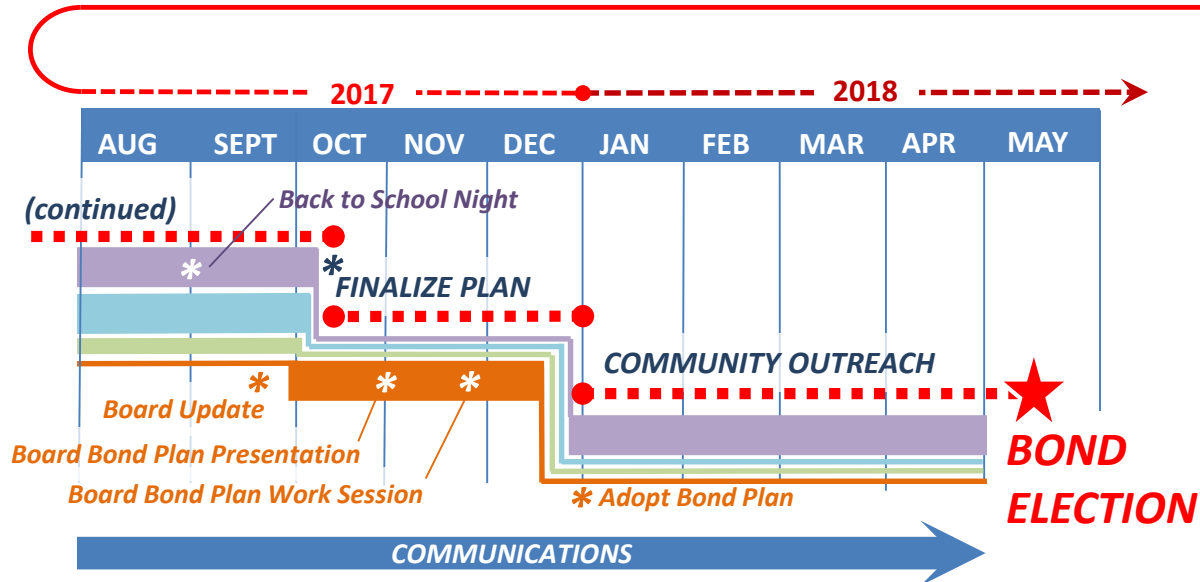 2017
2018
AUG SEPT OCT NOV DEC JAN FEB MAR APR MAY
Back to School Night
(continued)
*
*
FINALIZE PLAN
COMMUNITY OUTREACH
* * *
Board Update
BOND
ELECTION
Board Bond Plan Presentation
Board Bond Plan Work Session
* Adopt Bond Plan
COMMUNICATIONS